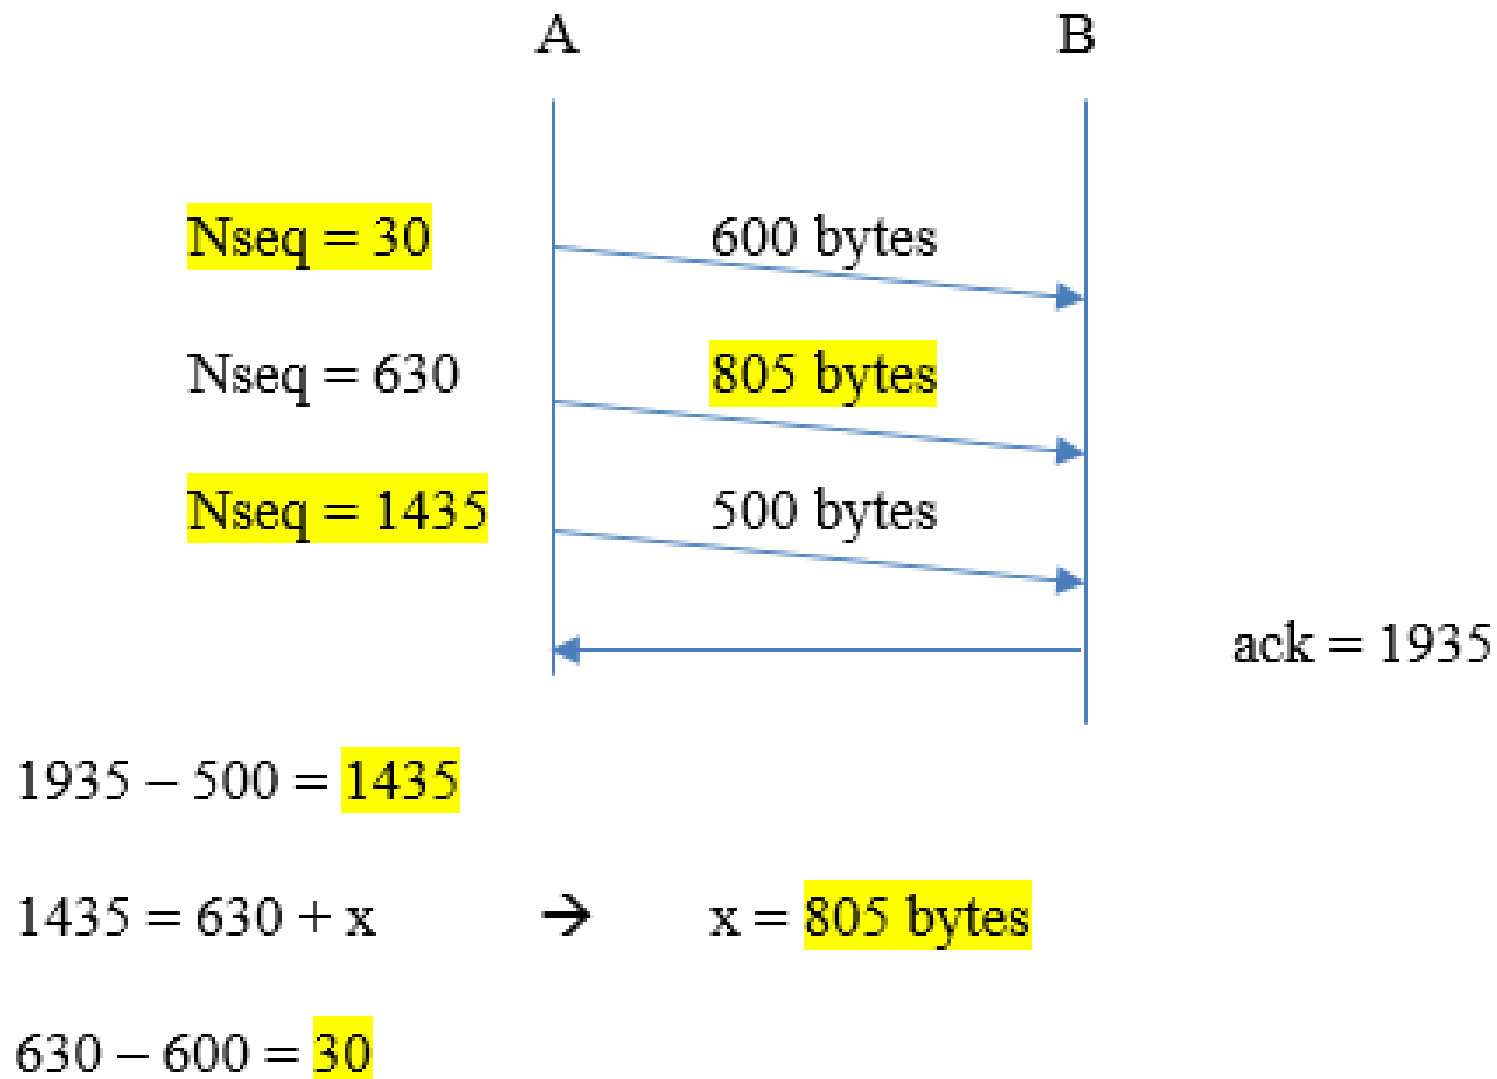 A B
Nseq = 30 600 bytes
Nseq = 630 805 bytes
Nseq = 1435 500 bytes
ack = 1935
1935 – 500 = 1435
1435 = 630 + x → x = 805 bytes
630 – 600 = 30